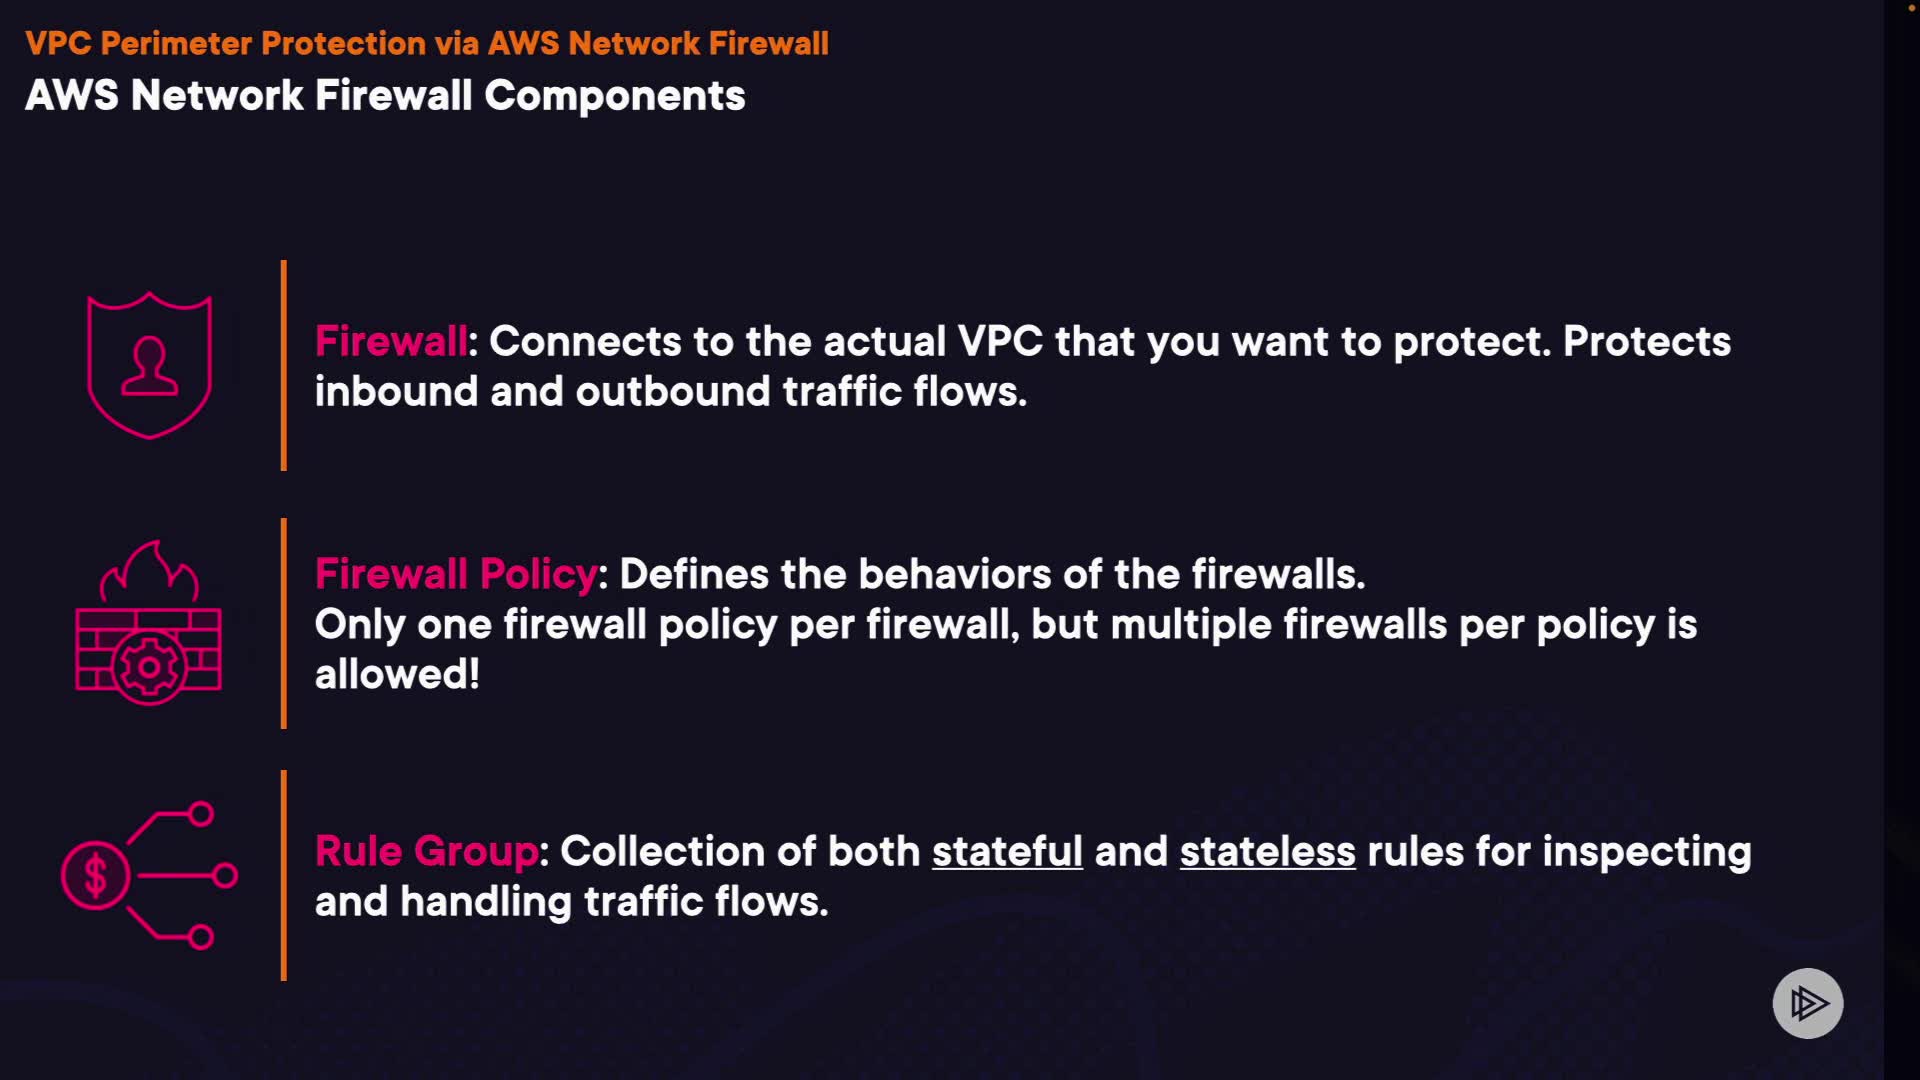 VPC Perimeter Protection via AWS Network Firewall
AWS Network Firewall Components
Firewall: Connects to the actual VPC that you want to protect. Protects
inbound and outbound traffic flows.
Firewall Policy: Defines the behaviors of the firewalls.
Only one firewall policy per firewall, but multiple firewalls per policy is
allowed!
$
Rule Group: Collection of both stateful and stateless rules for inspecting
and handling traffic flows.